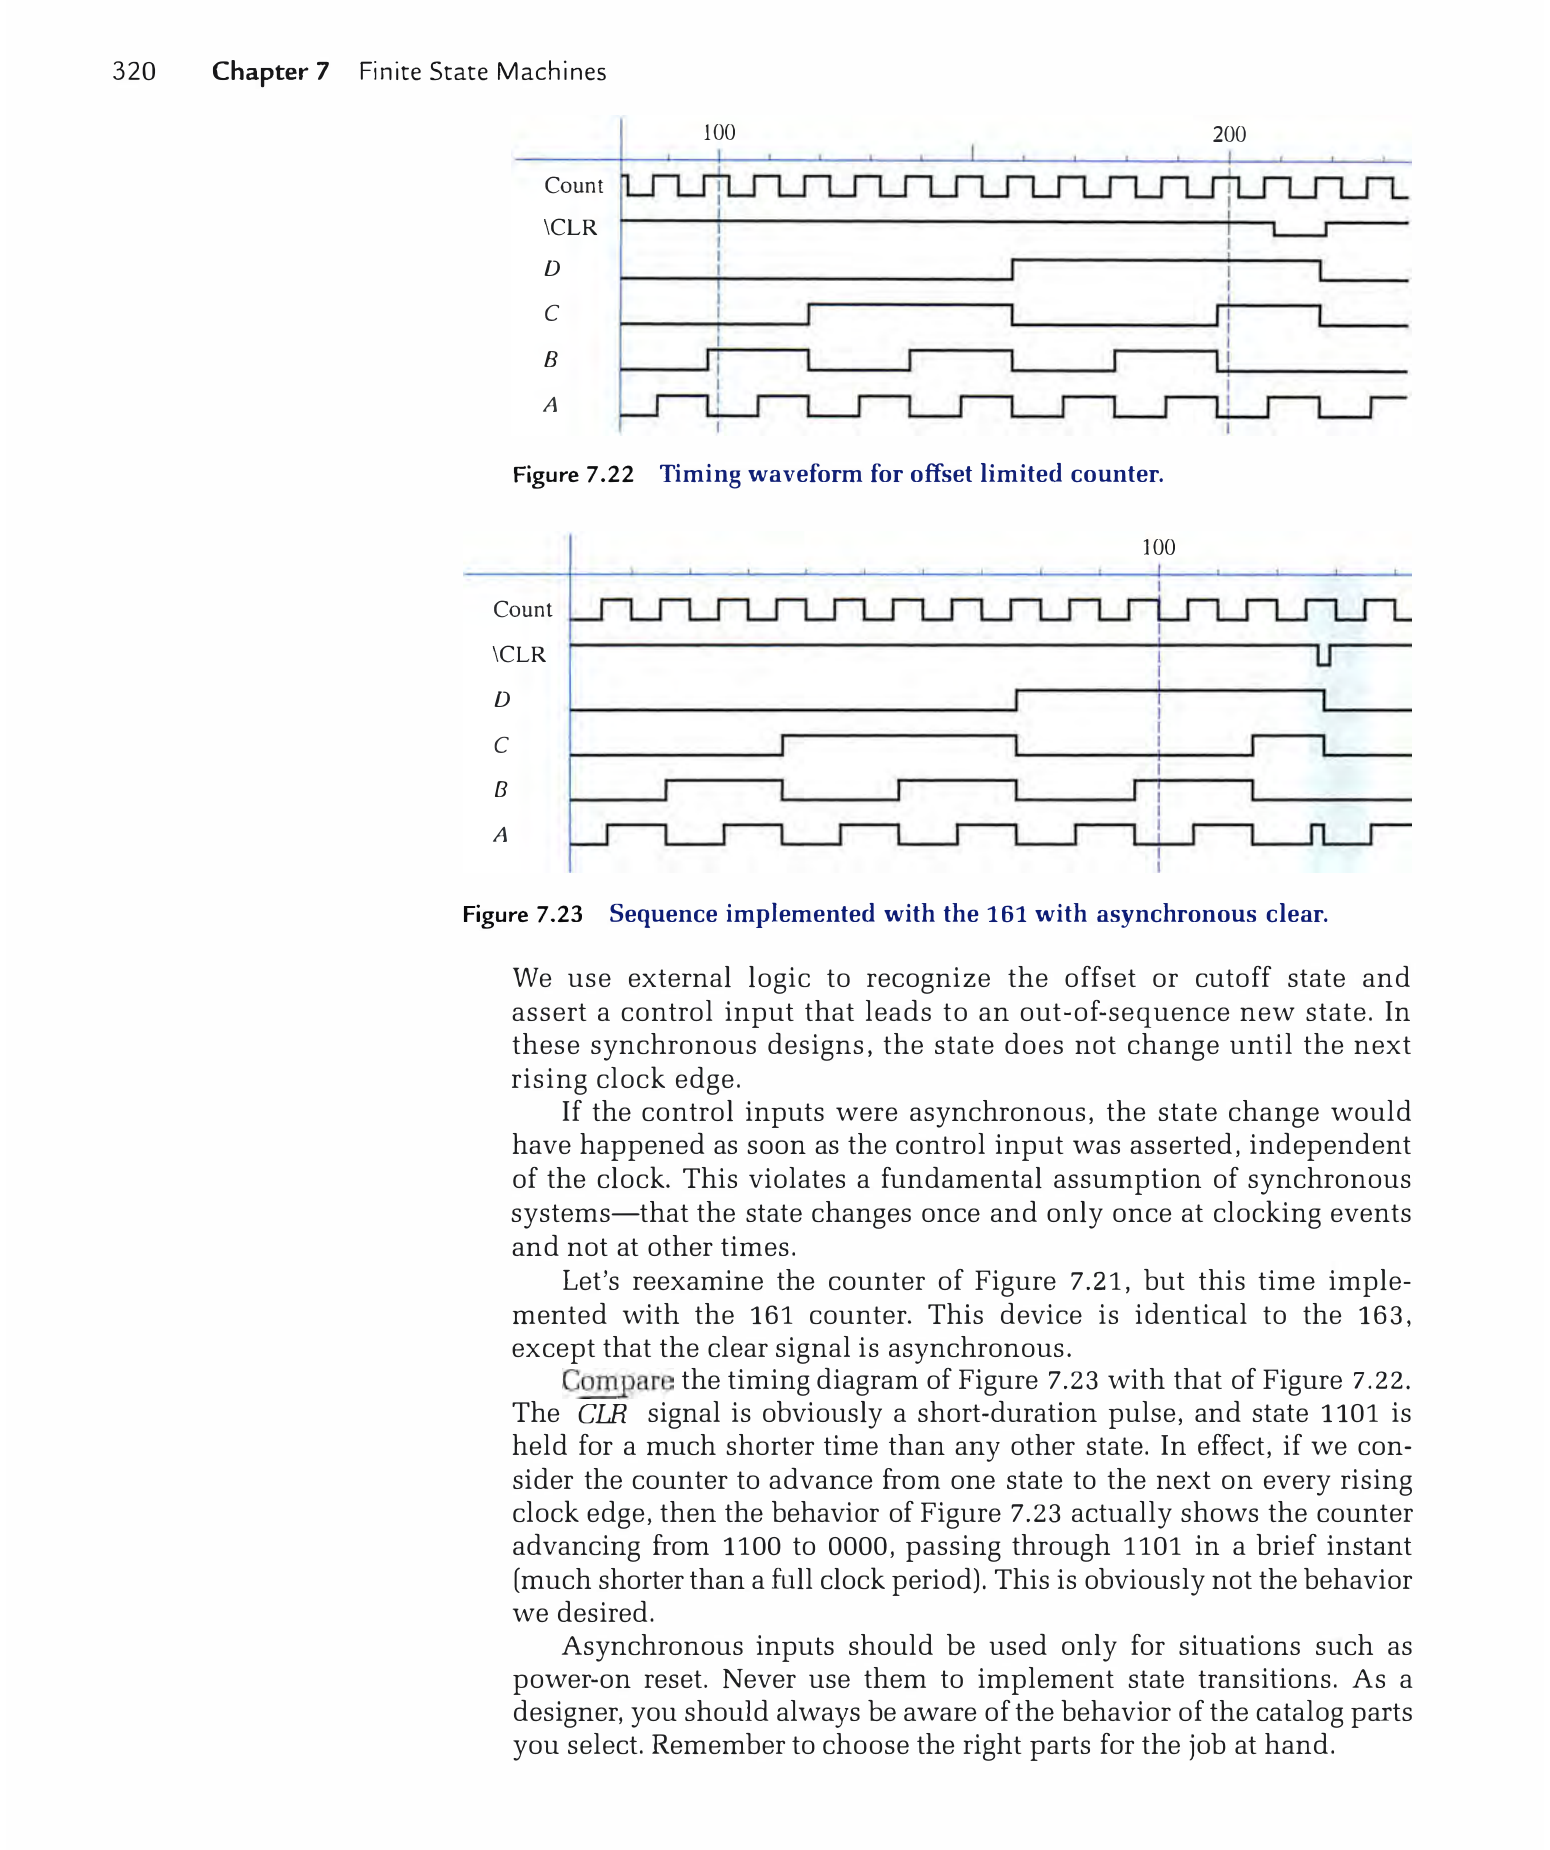 320 Chapter 7 Finite State Machines
100 200
Count
\CLR
D
C
B
A
Figure 7.22 Timing waveform for offset limited counter.
100
Count
\CLR
D
C
B
A
Figure 7.23 Sequence implemented with the 161 with asynchronous clear.
We use external logic to recognize the offset or cutoff state and
assert a control input that leads to an out-of-sequence new state. In
these synchronous designs, the state does not change until the next
rising clock edge.
If the control inputs were asynchronous, the state change would
have happened as soon as the control input was asserted, independent
of the clock. This violates a fundamental assumption of synchronous
systems—that the state changes once and only once at clocking events
and not at other times.
Let's reexamine the counter of Figure 7.21, but this time imple-
mented with the 161 counter. This device is identical to the 163,
except that the clear signal is asynchronous.
Compare the timing diagram of Figure 7.23 with that of Figure 7.22.
The C̅L̅R̅ signal is obviously a short-duration pulse, and state 1101 is
held for a much shorter time than any other state. In effect, if we con-
sider the counter to advance from one state to the next on every rising
clock edge, then the behavior of Figure 7.23 actually shows the counter
advancing from 1100 to 0000, passing through 1101 in a brief instant
(much shorter than a full clock period). This is obviously not the behavior
we desired.
Asynchronous inputs should be used only for situations such as
power-on reset. Never use them to implement state transitions. As a
designer, you should always be aware of the behavior of the catalog parts
you select. Remember to choose the right parts for the job at hand.